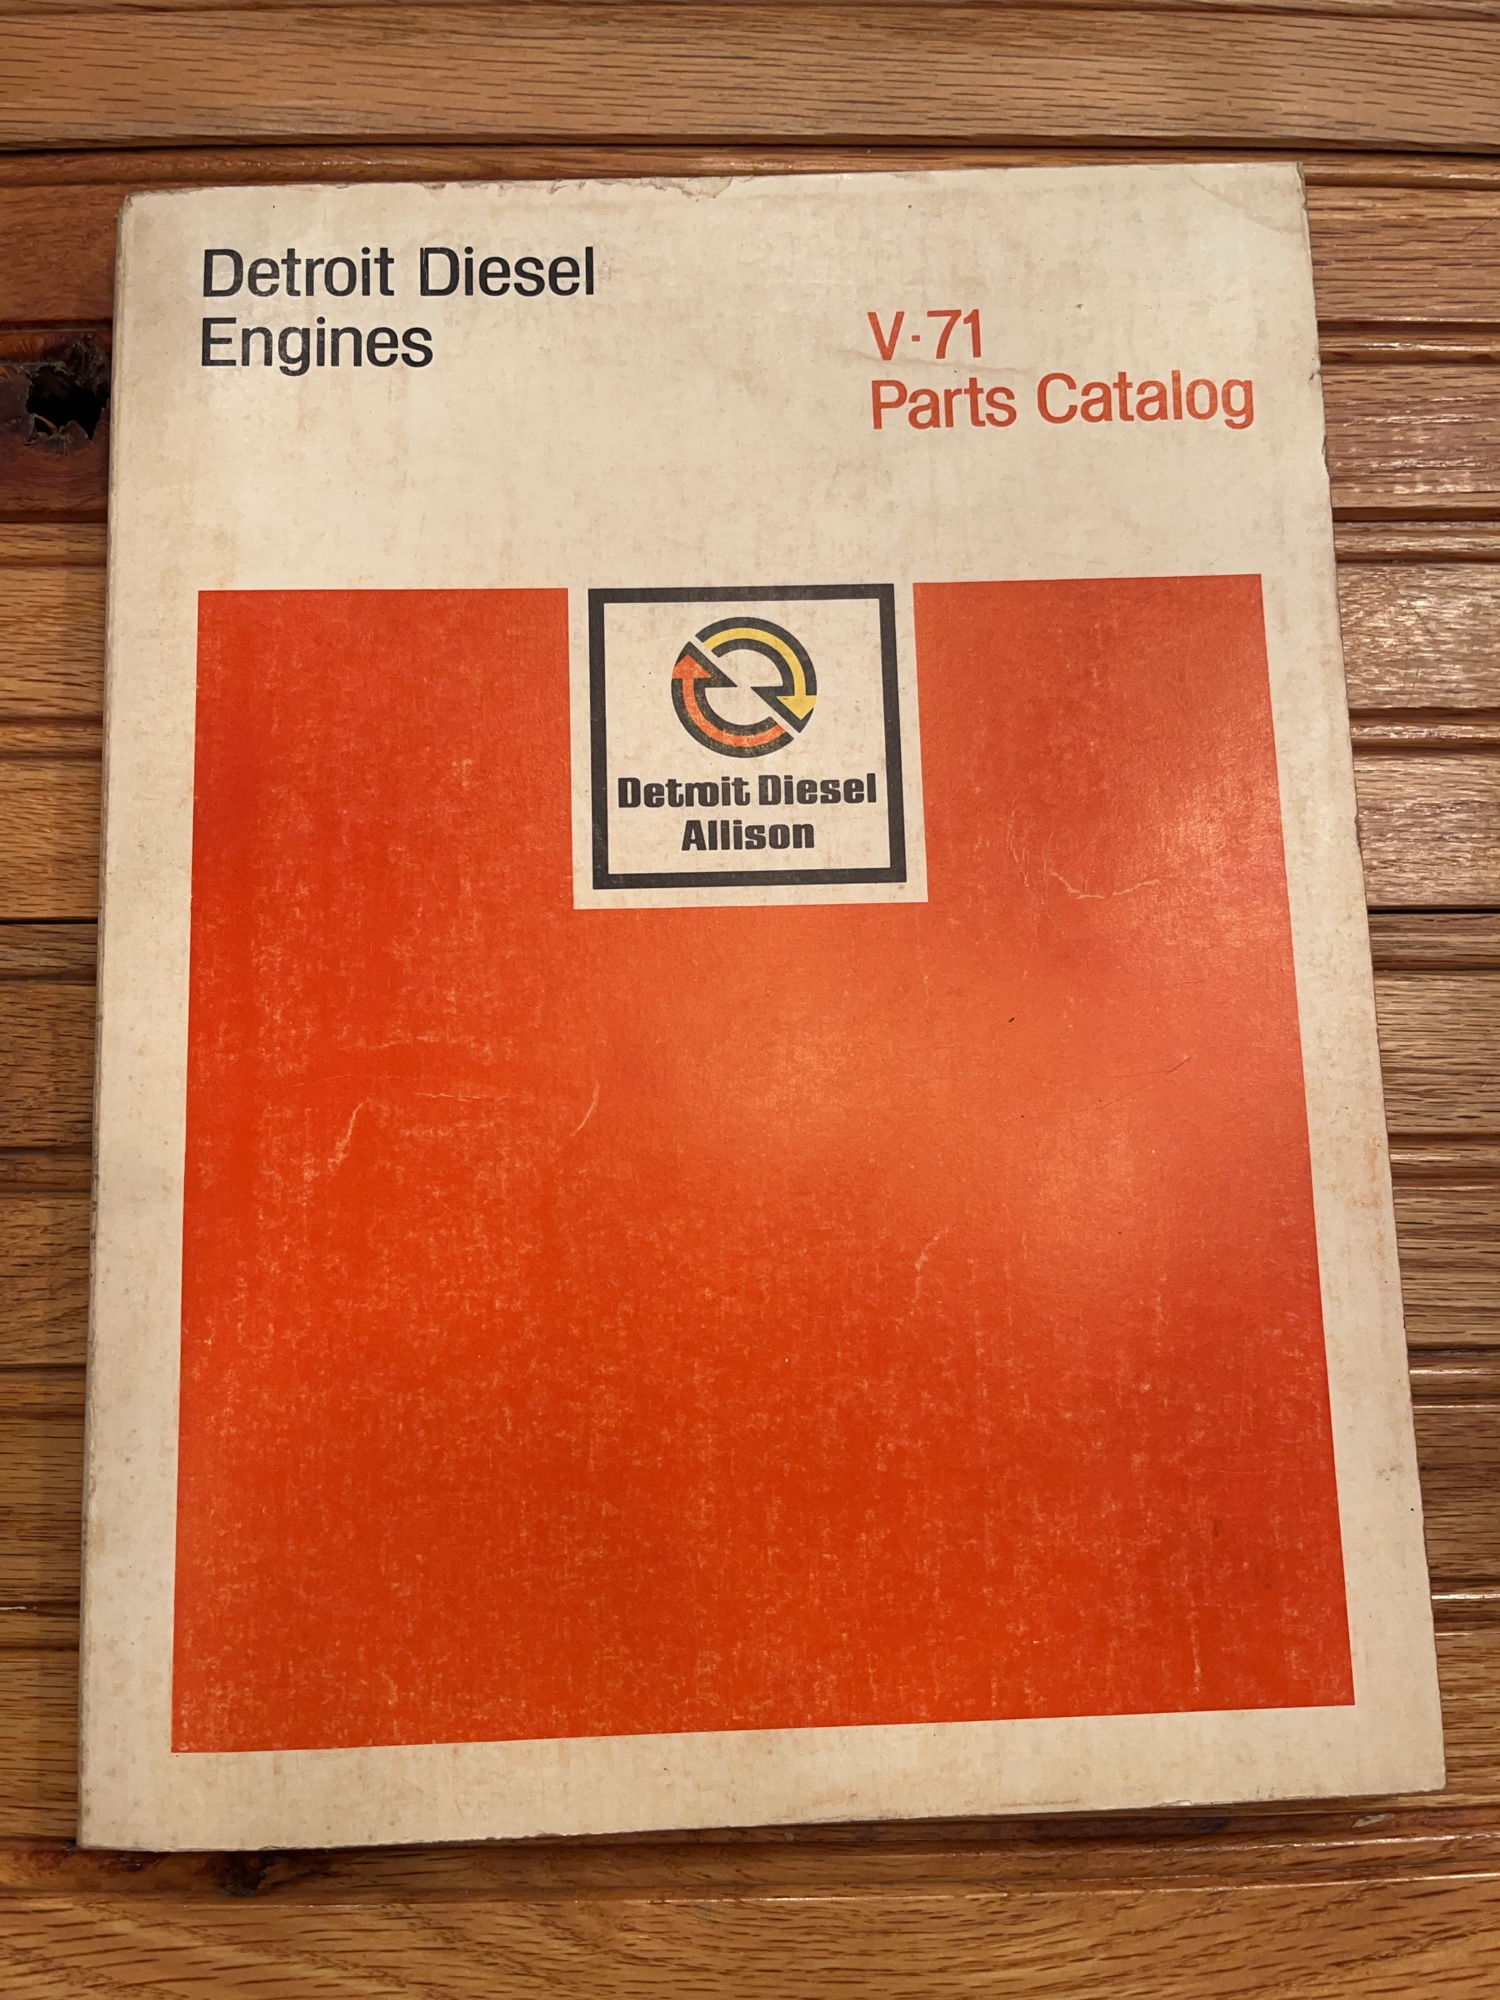 Detroit Diesel
Engines
V·71
Parts Catalog
Detroit Diesel
Allison